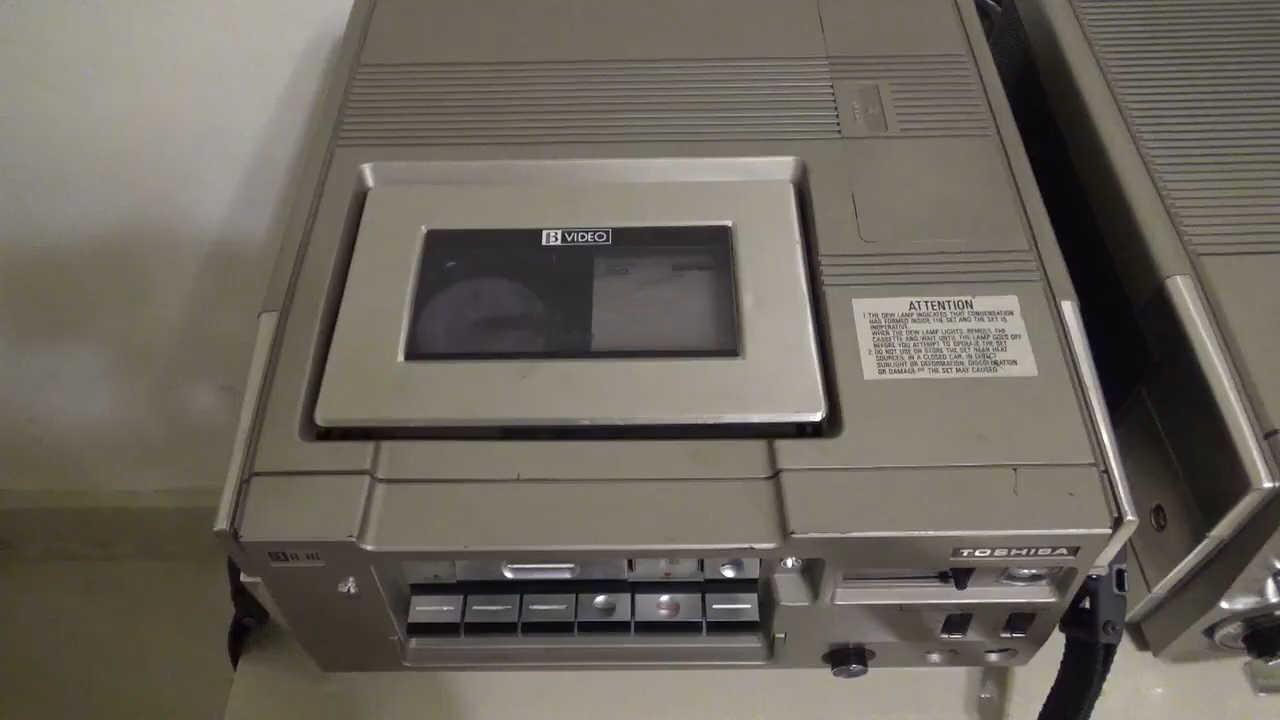 β VIDEO
ATTENTION
1 THE DEW LAMP INDICATES THAT CONDENSATION
HAS FORMED INSIDE THE SET AND THE SET IS
INOPERATIVE.
WHEN THE DEW LAMP LIGHTS, REMOVE THE
CASSETTE AND WAIT UNTIL THE LAMP GOES OFF
BEFORE YOU ATTEMPT TO OPERATE THE SET.
2 DO NOT USE OR STORE THE SET NEAR HEAT
SOURCES, IN A CLOSED CAR, IN DIRECT
SUNLIGHT OR DEFORMATION, DISCOLORATION
OR DAMAGE OF THE SET MAY CAUSED.
TOSHIBA